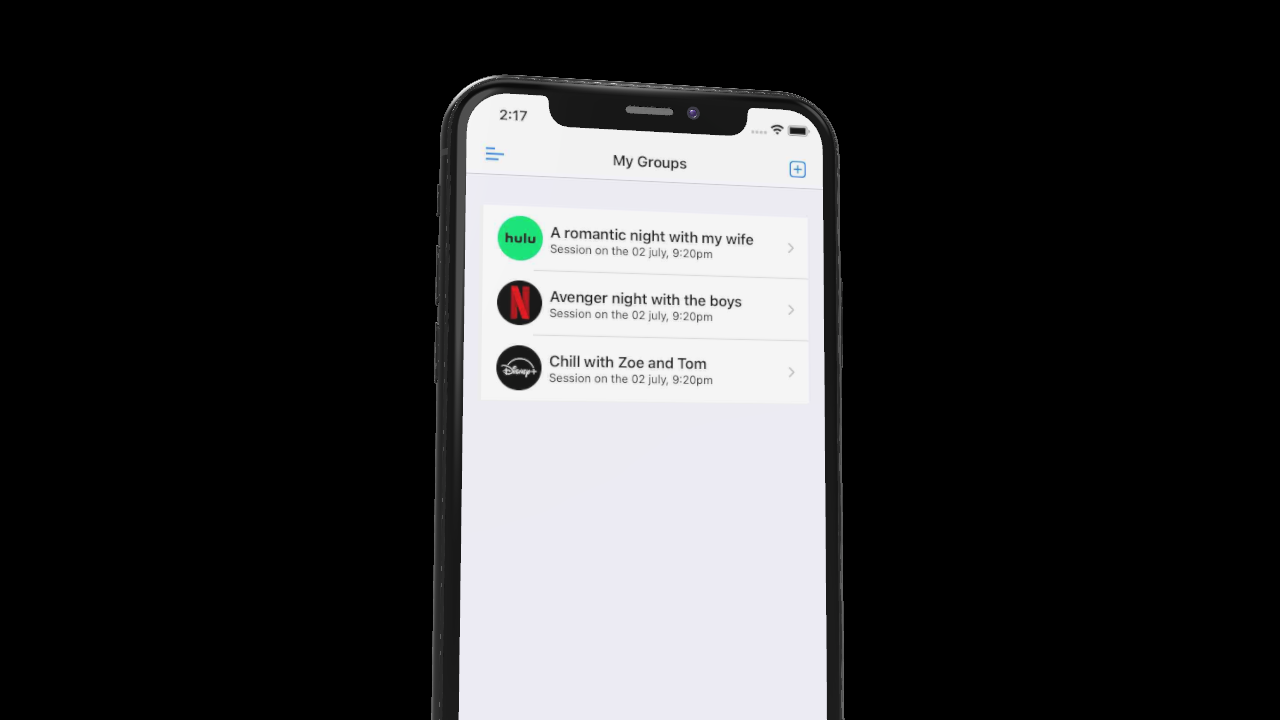 2:17
My Groups
hulu
A romantic night with my wife
Session on the 02 july, 9:20pm
N
Avenger night with the boys
Session on the 02 july, 9:20pm
Disney+
Chill with Zoe and Tom
Session on the 02 july, 9:20pm